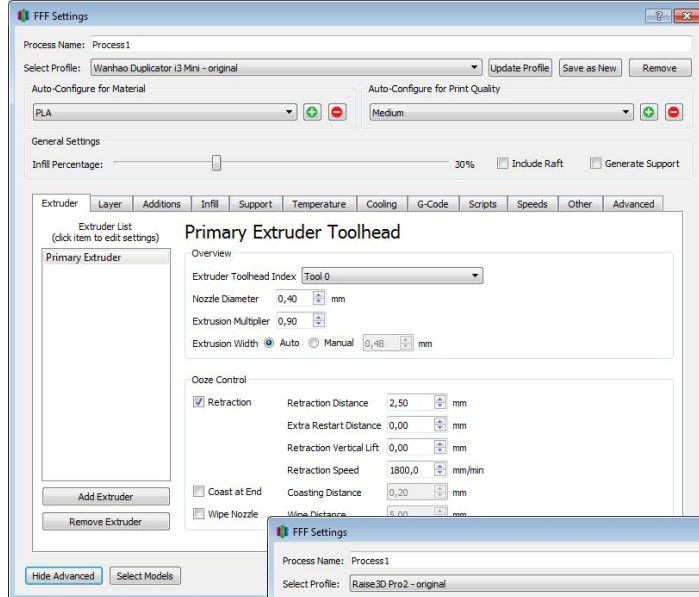 FFF Settings
Process Name: Process1
Select Profile: Wanhao Duplicator i3 Mini - original Update Profile Save as New Remove
Auto-Configure for Material Auto-Configure for Print Quality
PLA Medium
General Settings
Infill Percentage: 30% Include Raft Generate Support
Extruder Layer Additions Infill Support Temperature Cooling G-Code Scripts Speeds Other Advanced
Extruder List
(click item to edit settings)
Primary Extruder
Primary Extruder Toolhead
Overview
Extruder Toolhead Index Tool 0
Nozzle Diameter 0,40 mm
Extrusion Multiplier 0,90
Extrusion Width Auto Manual 0,48 mm
Ooze Control
Retraction Retraction Distance 2,50 mm
Extra Restart Distance 0,00 mm
Retraction Vertical Lift 0,00 mm
Retraction Speed 1800,0 mm/min
Coast at End Coasting Distance 0,20 mm
Wipe Nozzle Wipe Distance 5,00 mm
Add Extruder
Remove Extruder
Hide Advanced Select Models
FFF Settings
Process Name: Process1
Select Profile: Raise3D Pro2 - original